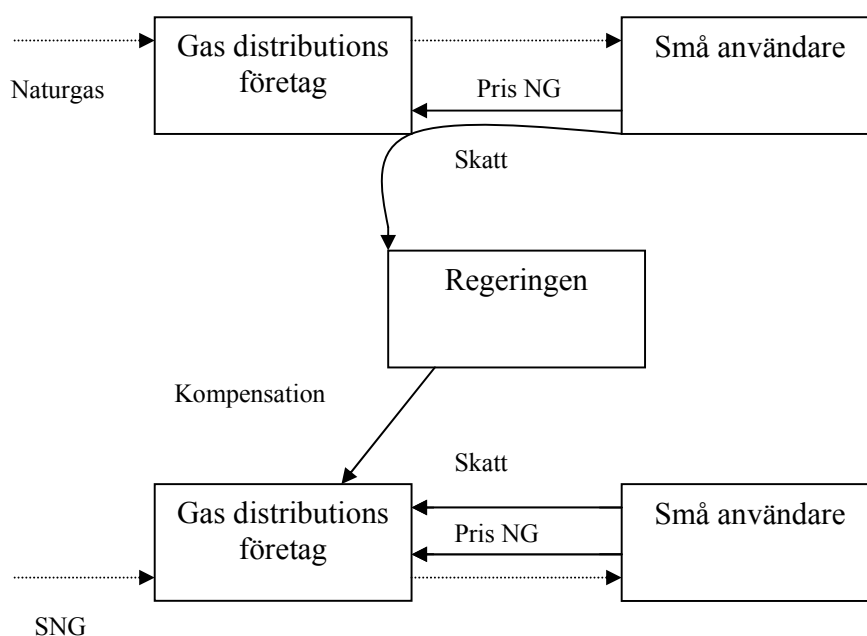 Gas distributions
företag
Små användare
Naturgas
Pris NG
Skatt
Regeringen
Kompensation
Skatt
Gas distributions
företag
Små användare
Pris NG
SNG